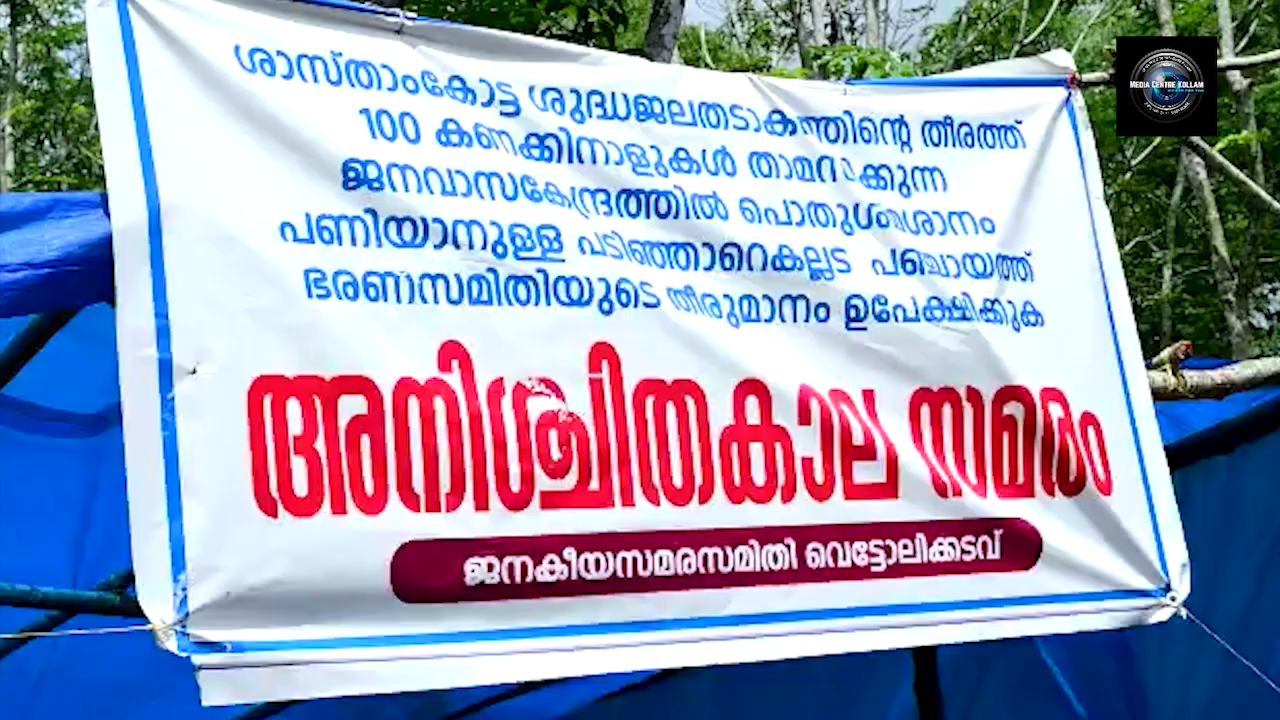 ശാസ്താംകോട്ട ശുദ്ധജലതടാകത്തിന്റെ തീരത്ത്
100 കണക്കിനാളുകൾ താമസിക്കുന്ന
ജനവാസകേന്ദ്രത്തിൽ പൊതുശ്മശാനം
പണിയാനുള്ള പടിഞ്ഞാറെകല്ലട പഞ്ചായത്ത്
ഭരണസമിതിയുടെ തീരുമാനം ഉപേക്ഷിക്കുക
അനിശ്ചിതകാല സമരം
ജനകീയസമരസമിതി വെട്ടോലിക്കടവ്
MEDIA CENTRE KOLLAM